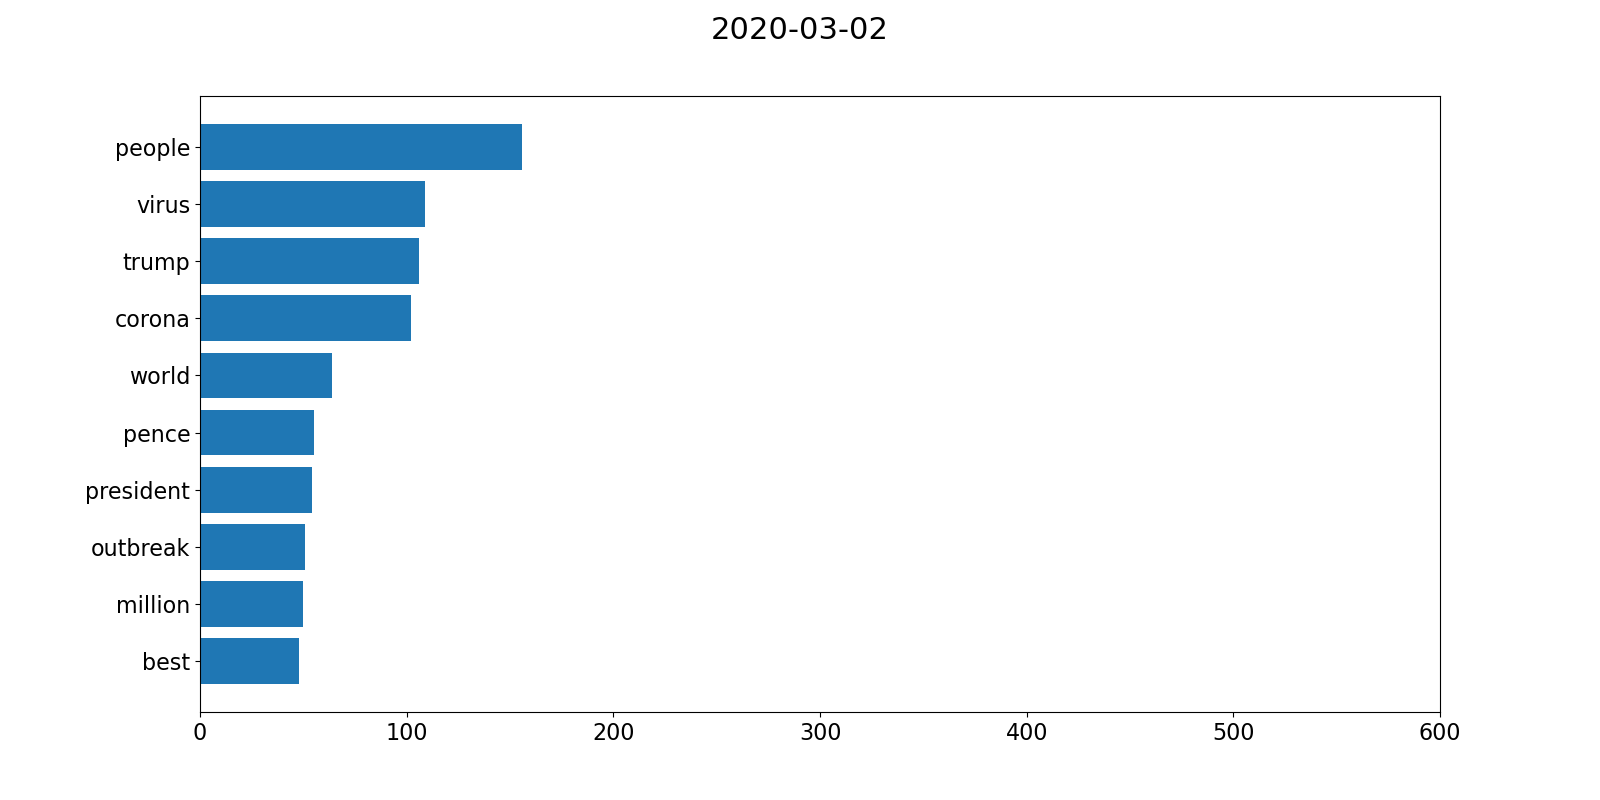 2020-03-02
people
virus
trump
corona
world
pence
president
outbreak
million
best
0 100 200 300 400 500 600